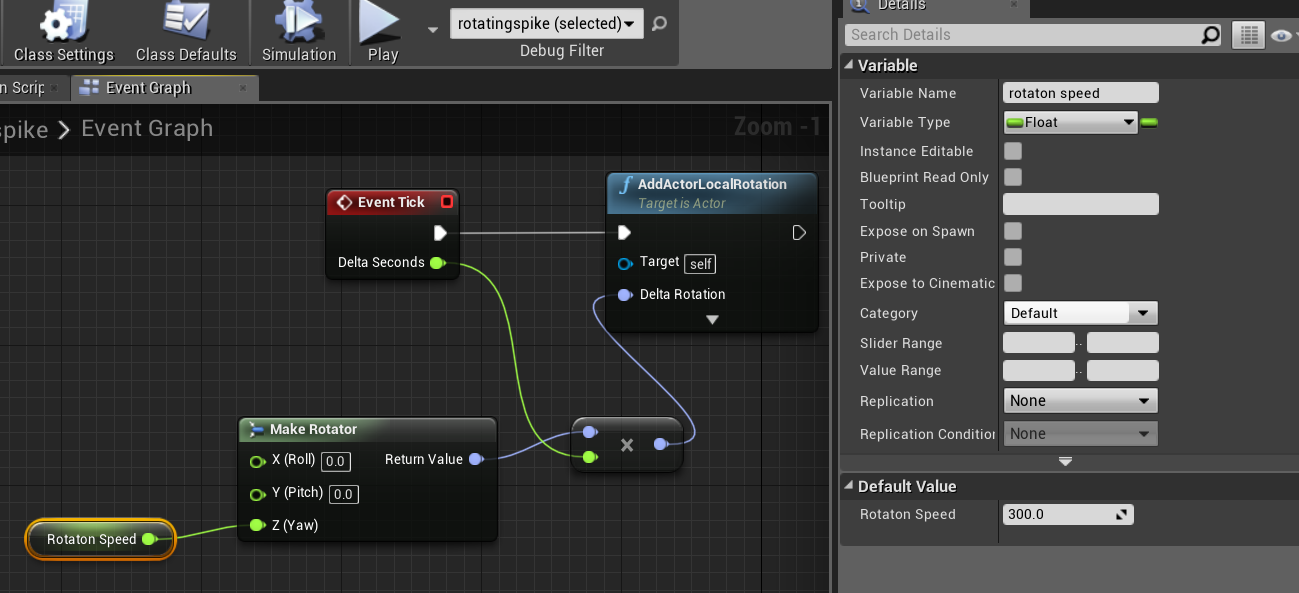 Class Settings
Class Defaults
Simulation
Play
rotatingspike (selected)
Debug Filter
n Scrip
Event Graph
spike > Event Graph
Zoom -1
Event Tick
Delta Seconds
f AddActorLocalRotation
Target is Actor
Target self
Delta Rotation
Make Rotator
X (Roll) 0.0
Return Value
Y (Pitch) 0.0
Z (Yaw)
Rotaton Speed
×
Details
Search Details
Variable
Variable Name rotaton speed
Variable Type Float
Instance Editable
Blueprint Read Only
Tooltip
Expose on Spawn
Private
Expose to Cinematic
Category Default
Slider Range ..
Value Range ..
Replication None
Replication Condition None
Default Value
Rotaton Speed 300.0